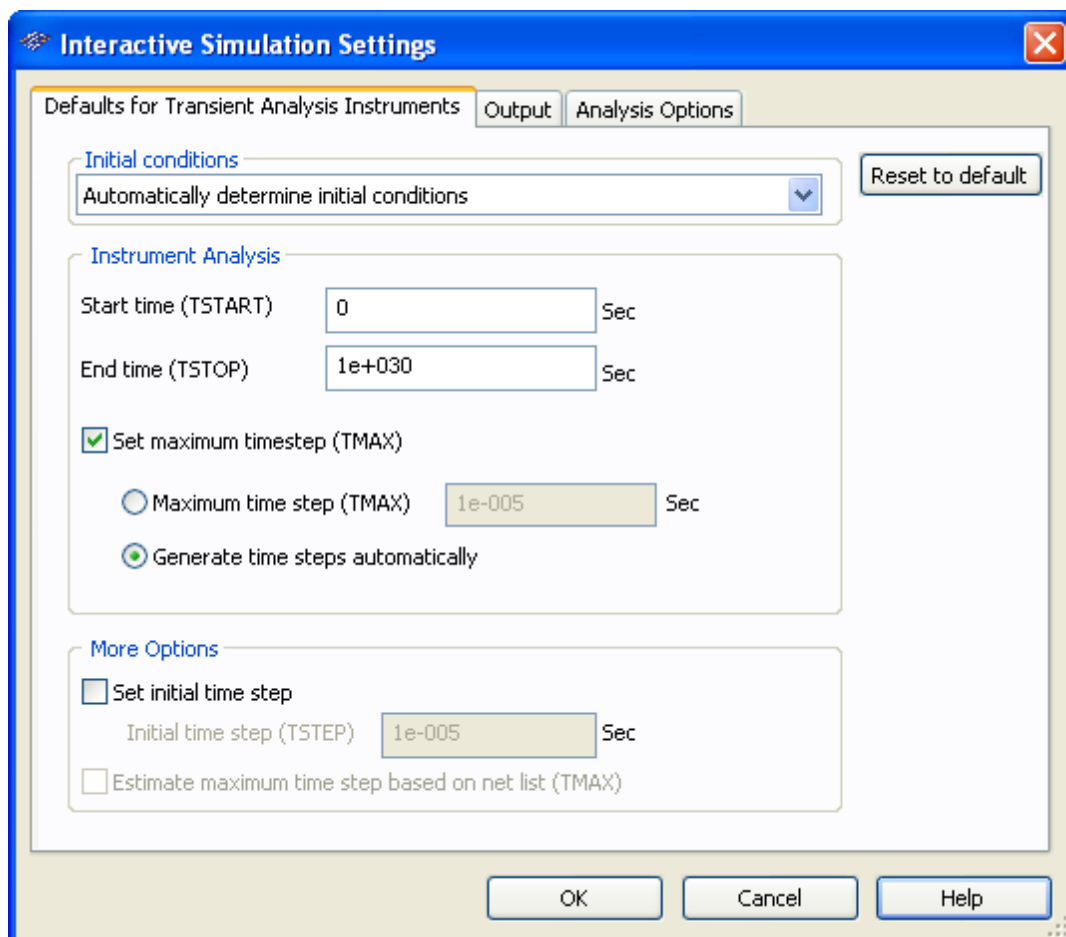 Interactive Simulation Settings
Defaults for Transient Analysis Instruments Output Analysis Options
Initial conditions
Automatically determine initial conditions
Reset to default
Instrument Analysis
Start time (TSTART) 0 Sec
End time (TSTOP) 1e+030 Sec
Set maximum timestep (TMAX)
Maximum time step (TMAX) 1e-005 Sec
Generate time steps automatically
More Options
Set initial time step
Initial time step (TSTEP) 1e-005 Sec
Estimate maximum time step based on net list (TMAX)
OK Cancel Help